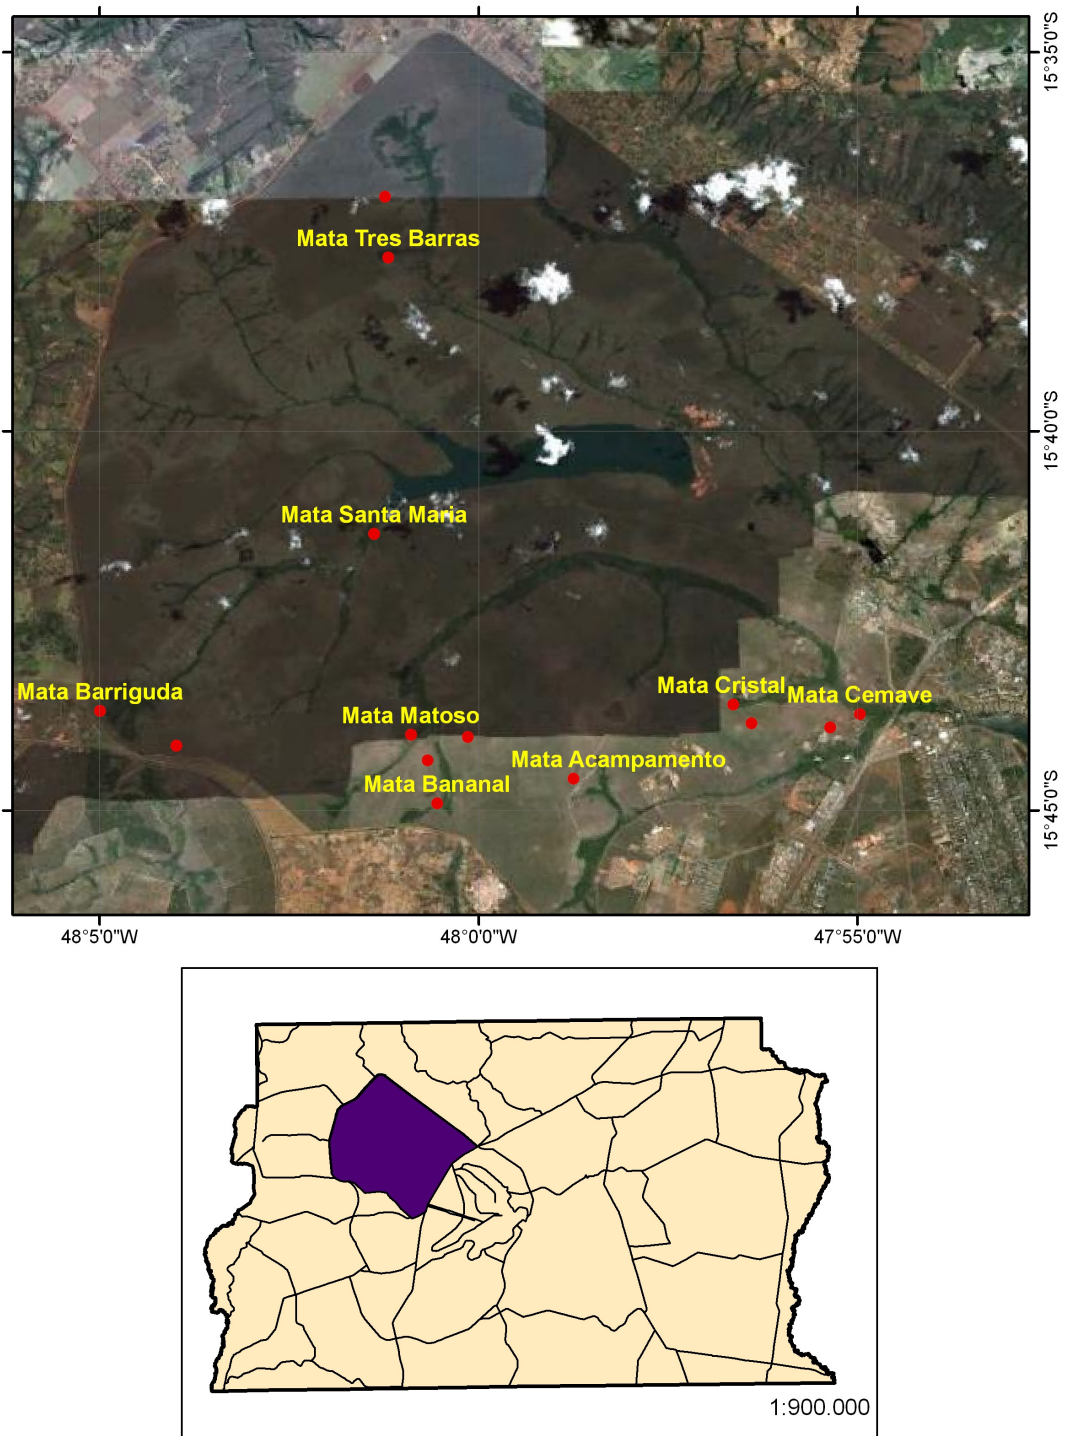 15°35'0"S
Mata Tres Barras
15°40'0"S
Mata Santa Maria
Mata Barriguda
Mata Cristal
Mata Cemave
Mata Matoso
Mata Acampamento
Mata Bananal
15°45'0"S
48°5'0"W
48°0'0"W
47°55'0"W
1:900.000